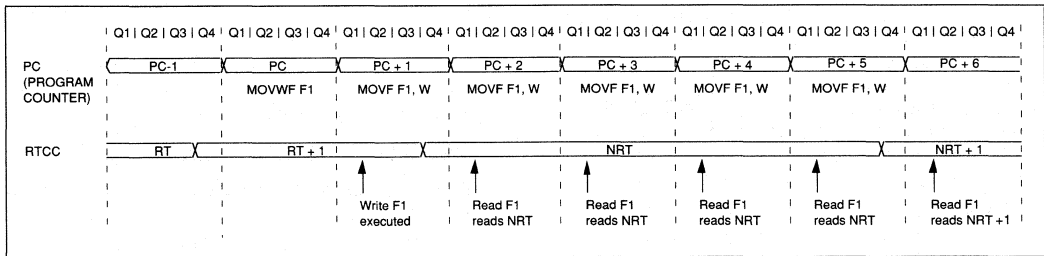 Q1 | Q2 | Q3 | Q4 Q1 | Q2 | Q3 | Q4 Q1 | Q2 | Q3 | Q4 Q1 | Q2 | Q3 | Q4 Q1 | Q2 | Q3 | Q4 Q1 | Q2 | Q3 | Q4 Q1 | Q2 | Q3 | Q4 Q1 | Q2 | Q3 | Q4
PC
(PROGRAM
COUNTER)
PC-1 PC PC + 1 PC + 2 PC + 3 PC + 4 PC + 5 PC + 6
MOVWF F1 MOVF F1, W MOVF F1, W MOVF F1, W MOVF F1, W MOVF F1, W
RTCC RT RT + 1 NRT NRT + 1
Write F1 Read F1 Read F1 Read F1 Read F1 Read F1
executed reads NRT reads NRT reads NRT reads NRT reads NRT +1